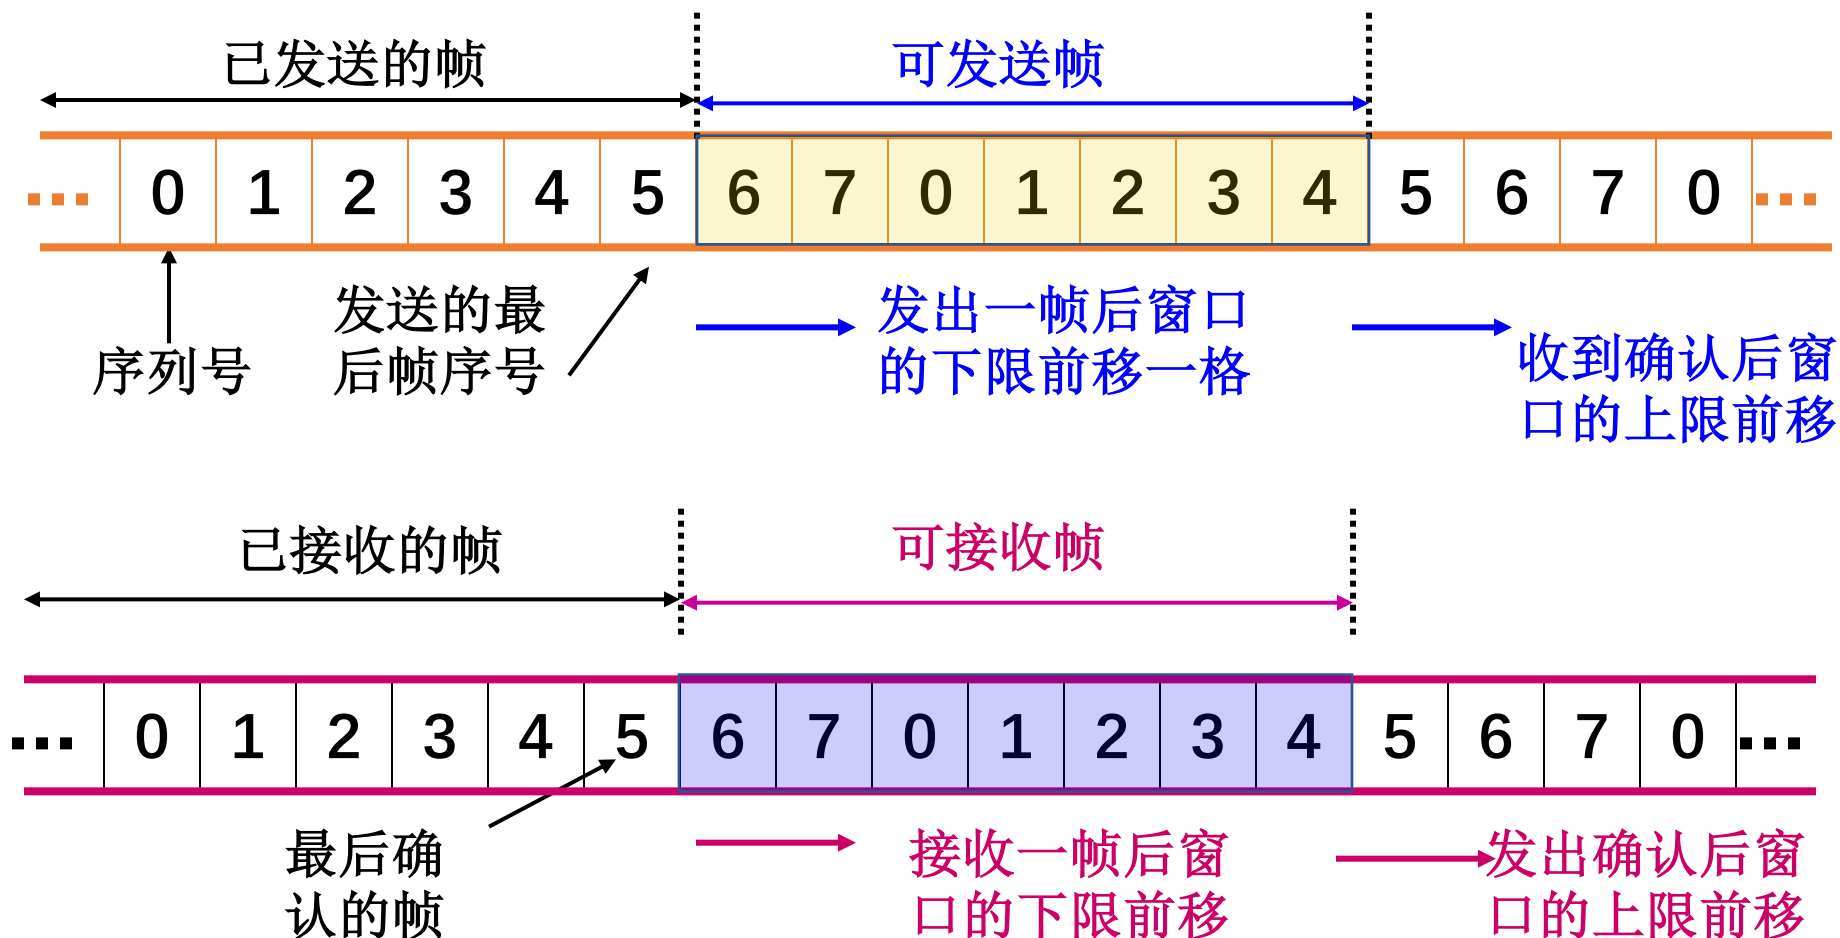 已发送的帧
可发送帧
... 0 1 2 3 4 5 6 7 0 1 2 3 4 5 6 7 0 ...
序列号
发送的最
后帧序号
发出一帧后窗口
的下限前移一格
收到确认后窗
口的上限前移
已接收的帧
可接收帧
... 0 1 2 3 4 5 6 7 0 1 2 3 4 5 6 7 0 ...
最后确
认的帧
接收一帧后窗
口的下限前移
发出确认后窗
口的上限前移